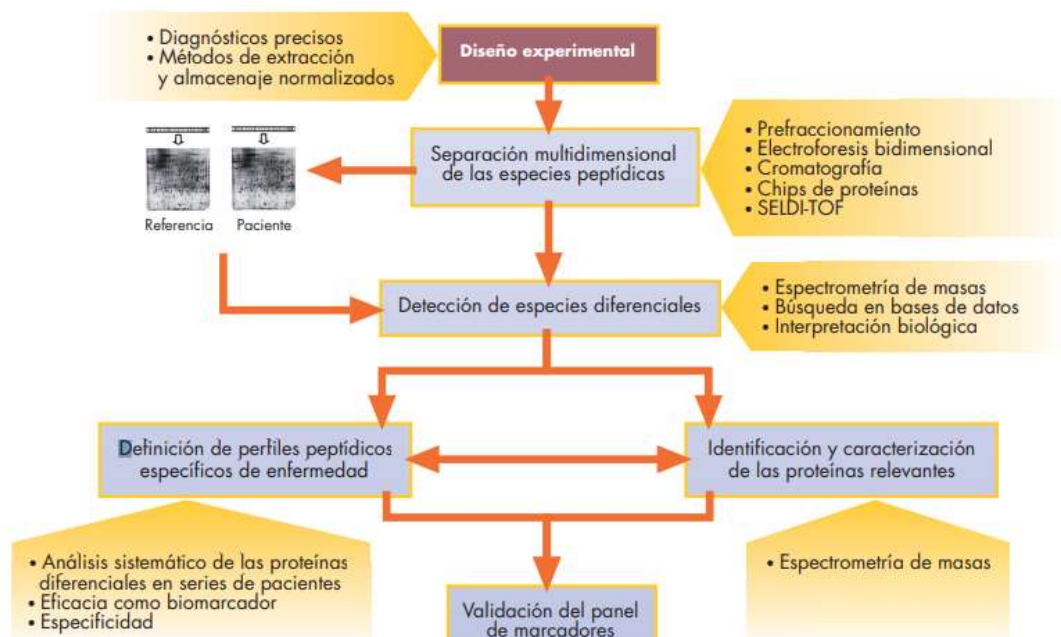 • Diagnósticos precisos
• Métodos de extracción
y almacenaje normalizados
Diseño experimental
Separación multidimensional
de las especies peptídicas
• Prefraccionamiento
• Electroforesis bidimensional
• Cromatografía
• Chips de proteínas
• SELDI-TOF
Referencia
Paciente
Detección de especies diferenciales
• Espectrometría de masas
• Búsqueda en bases de datos
• Interpretación biológica
Definición de perfiles peptídicos
específicos de enfermedad
Identificación y caracterización
de las proteínas relevantes
• Análisis sistemático de las proteínas
diferenciales en series de pacientes
• Eficacia como biomarcador
• Especificidad
• Espectrometría de masas
Validación del panel
de marcadores